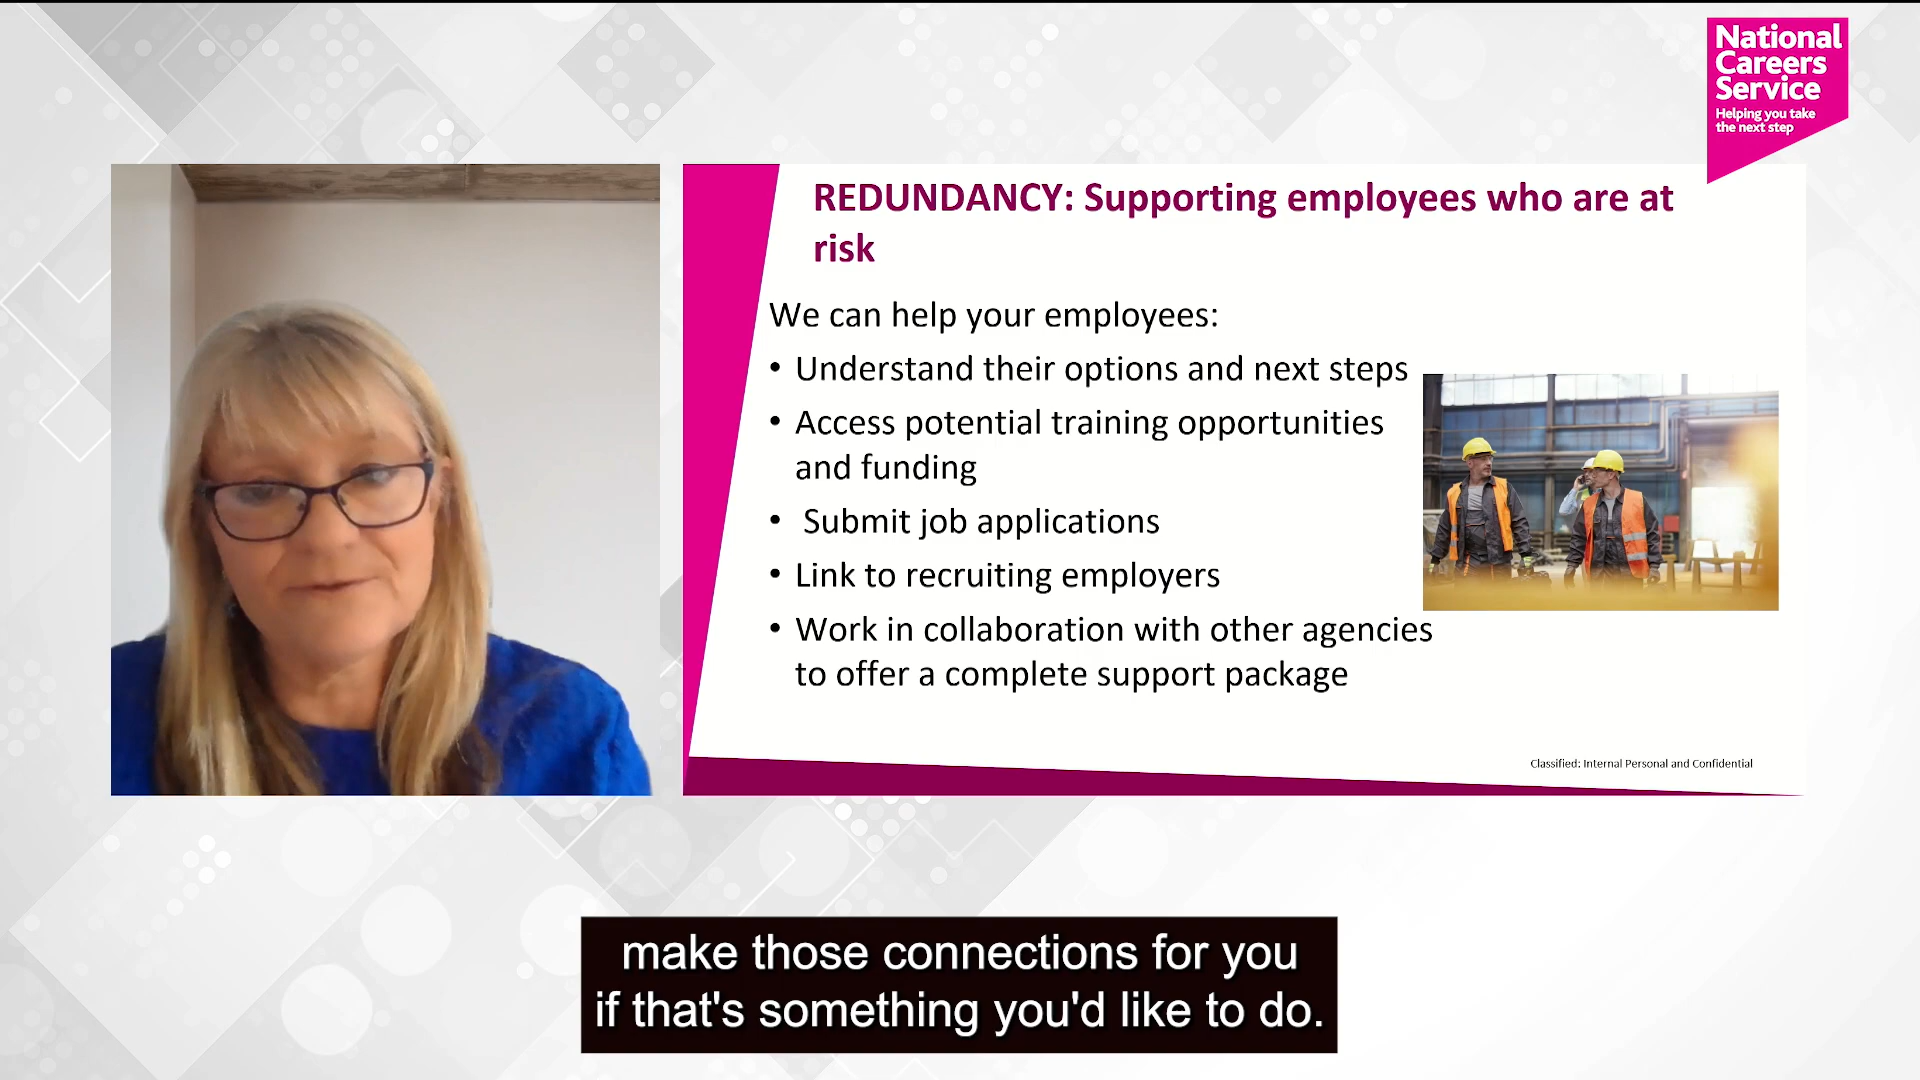 National
Careers
Service
Helping you take
the next step
REDUNDANCY: Supporting employees who are at
risk
We can help your employees:
• Understand their options and next steps
• Access potential training opportunities
and funding
• Submit job applications
• Link to recruiting employers
• Work in collaboration with other agencies
to offer a complete support package
Classified: Internal Personal and Confidential
make those connections for you
if that's something you'd like to do.